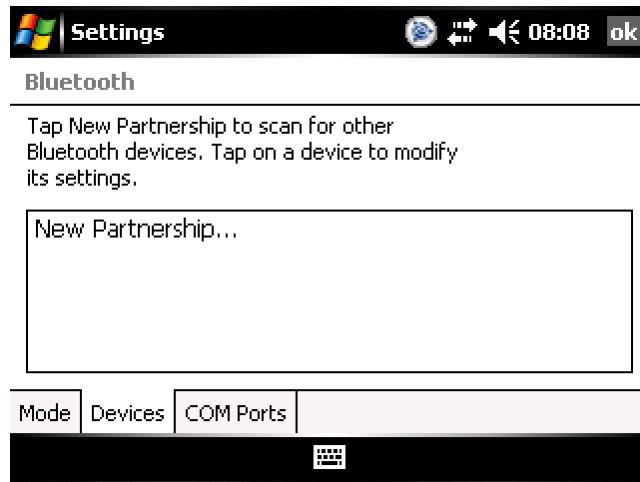 Settings 08:08 ok
Bluetooth
Tap New Partnership to scan for other
Bluetooth devices. Tap on a device to modify
its settings.
New Partnership...
Mode Devices COM Ports